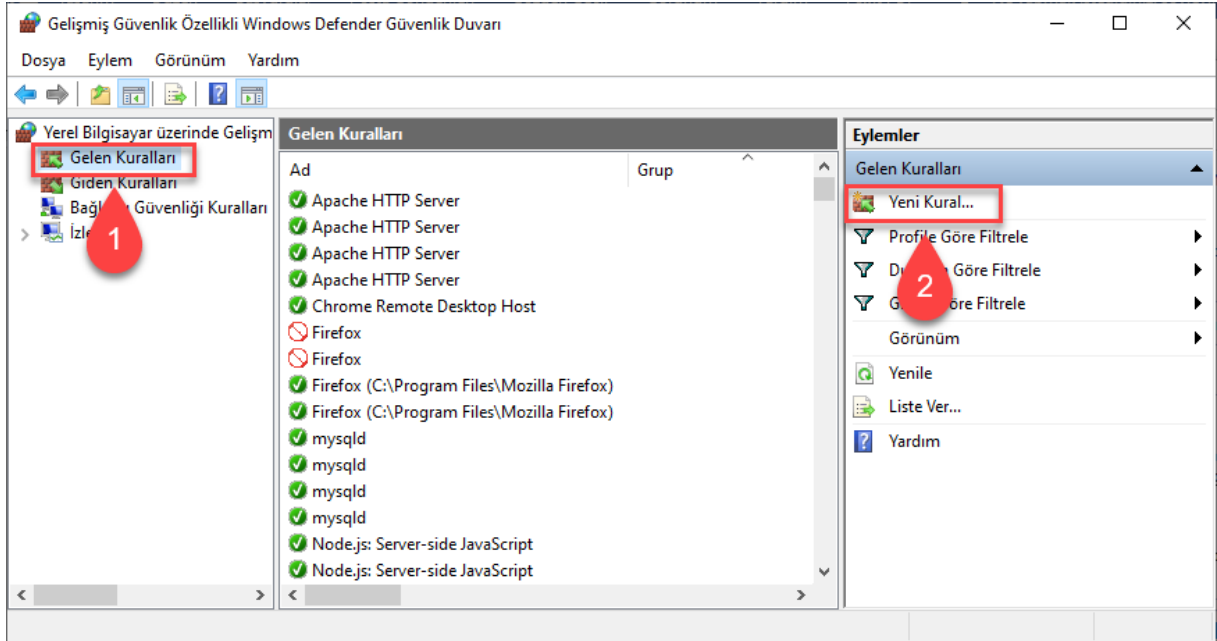 Gelişmiş Güvenlik Özellikli Windows Defender Güvenlik Duvarı
Dosya Eylem Görünüm Yardım
Yerel Bilgisayar üzerinde Gelişm
Gelen Kuralları
Giden Kuralları
Güvenliği Kuralları
1
Gelen Kuralları
Ad Grup
Apache HTTP Server
Apache HTTP Server
Apache HTTP Server
Apache HTTP Server
Chrome Remote Desktop Host
Firefox
Firefox
Firefox (C:\Program Files\Mozilla Firefox)
Firefox (C:\Program Files\Mozilla Firefox)
mysqld
mysqld
mysqld
mysqld
Node.js: Server-side JavaScript
Node.js: Server-side JavaScript
Eylemler
Gelen Kuralları
Yeni Kural...
Profile Göre Filtrele
Göre Filtrele
Göre Filtrele
2
Görünüm
Yenile
Liste Ver...
Yardım